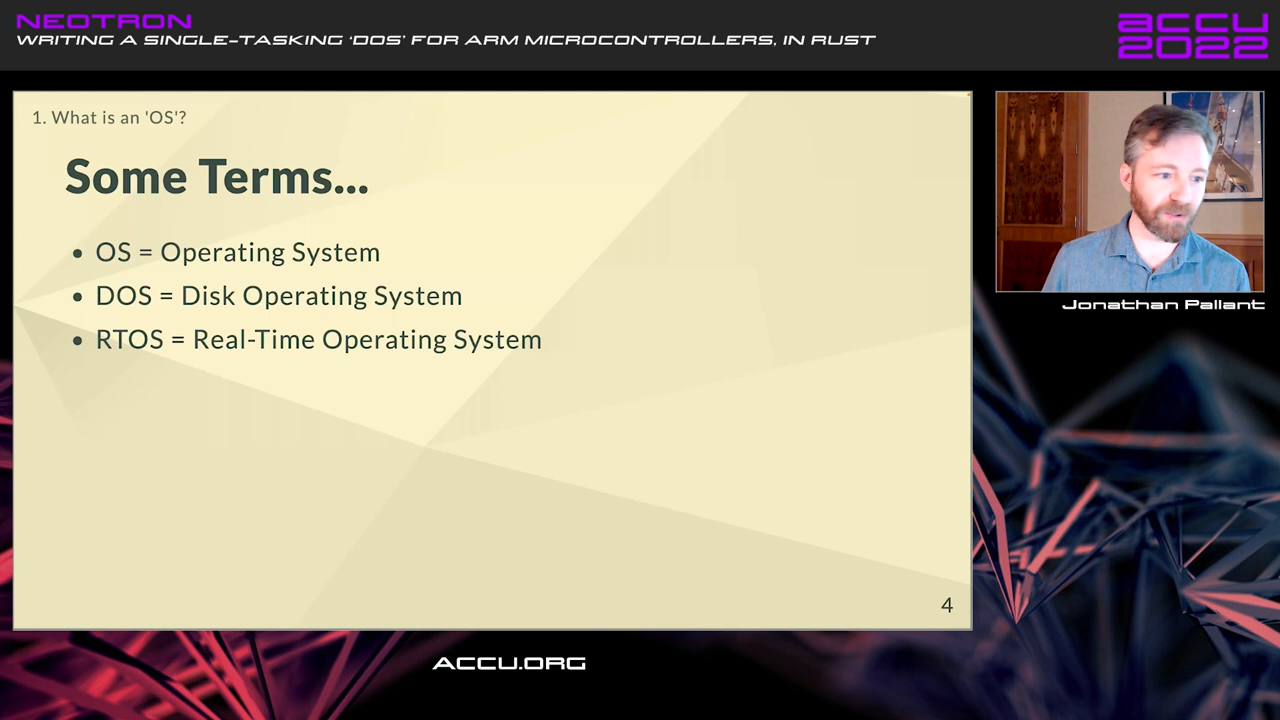 NEOTRON
WRITING A SINGLE-TASKING 'DOS' FOR ARM MICROCONTROLLERS, IN RUST
ACCU
2022
1. What is an 'OS'?
Some Terms...
• OS = Operating System
• DOS = Disk Operating System
• RTOS = Real-Time Operating System
4
Jonathan Pallant
ACCU.ORG